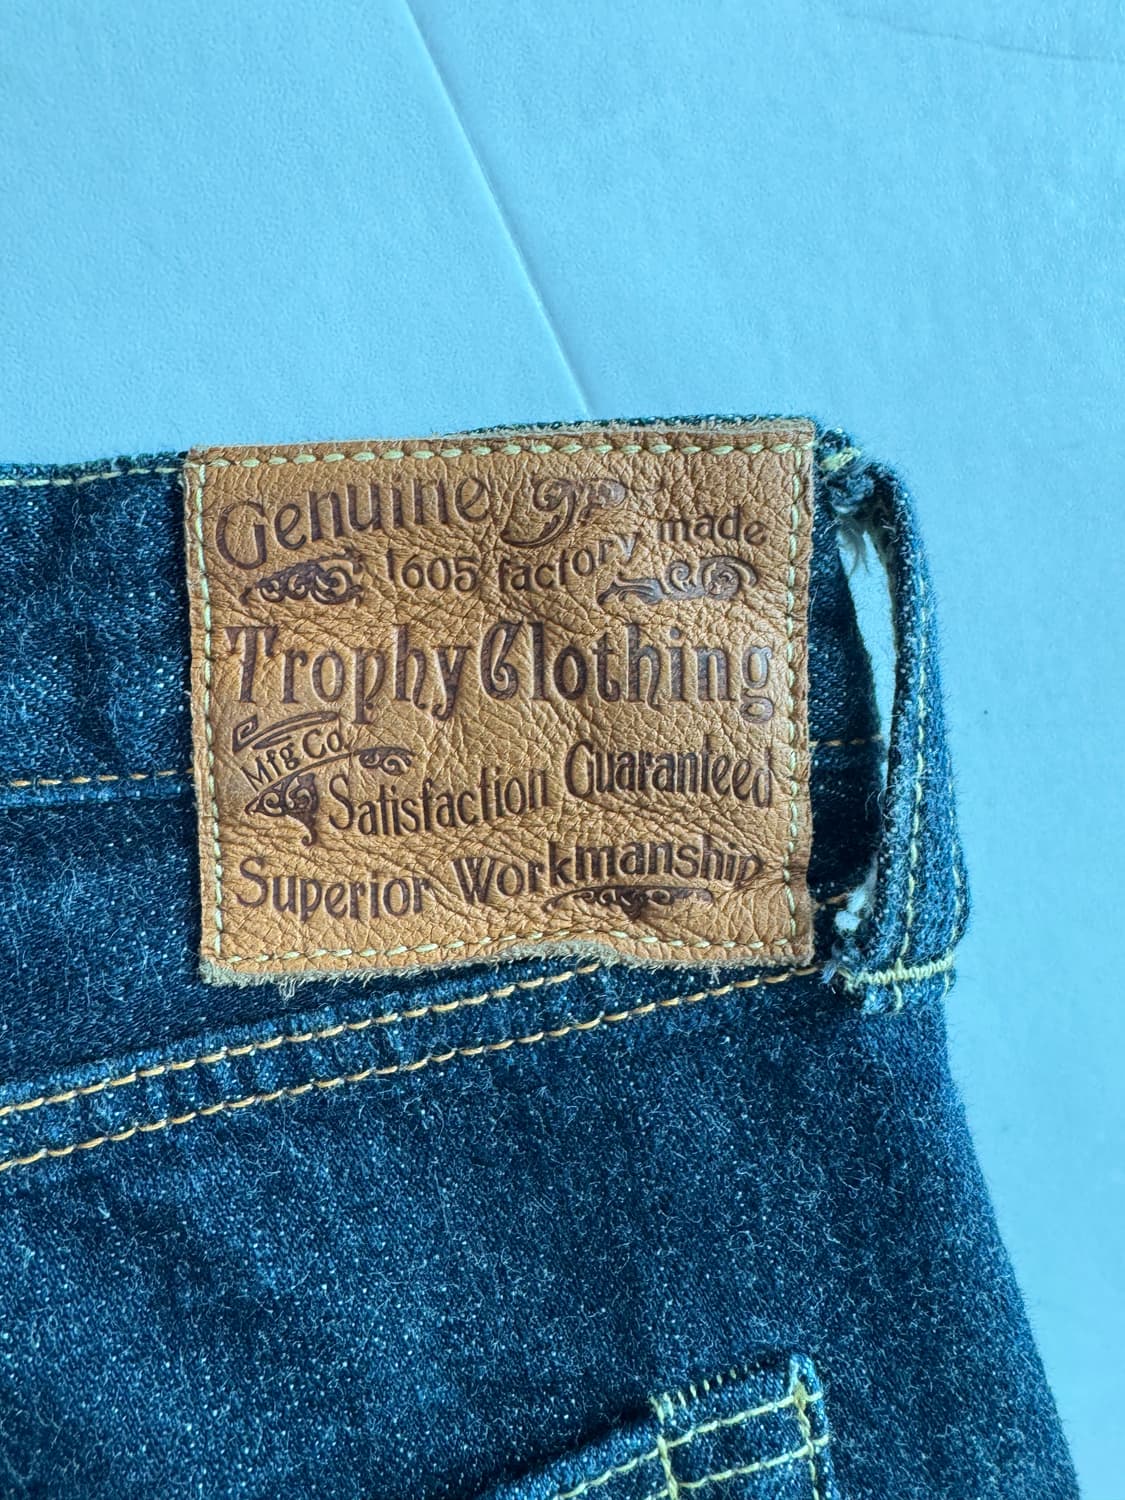 Genuine
1605 factory made
Trophy Clothing
Mfg Co.
Satisfaction Guaranteed
Superior Workmanship